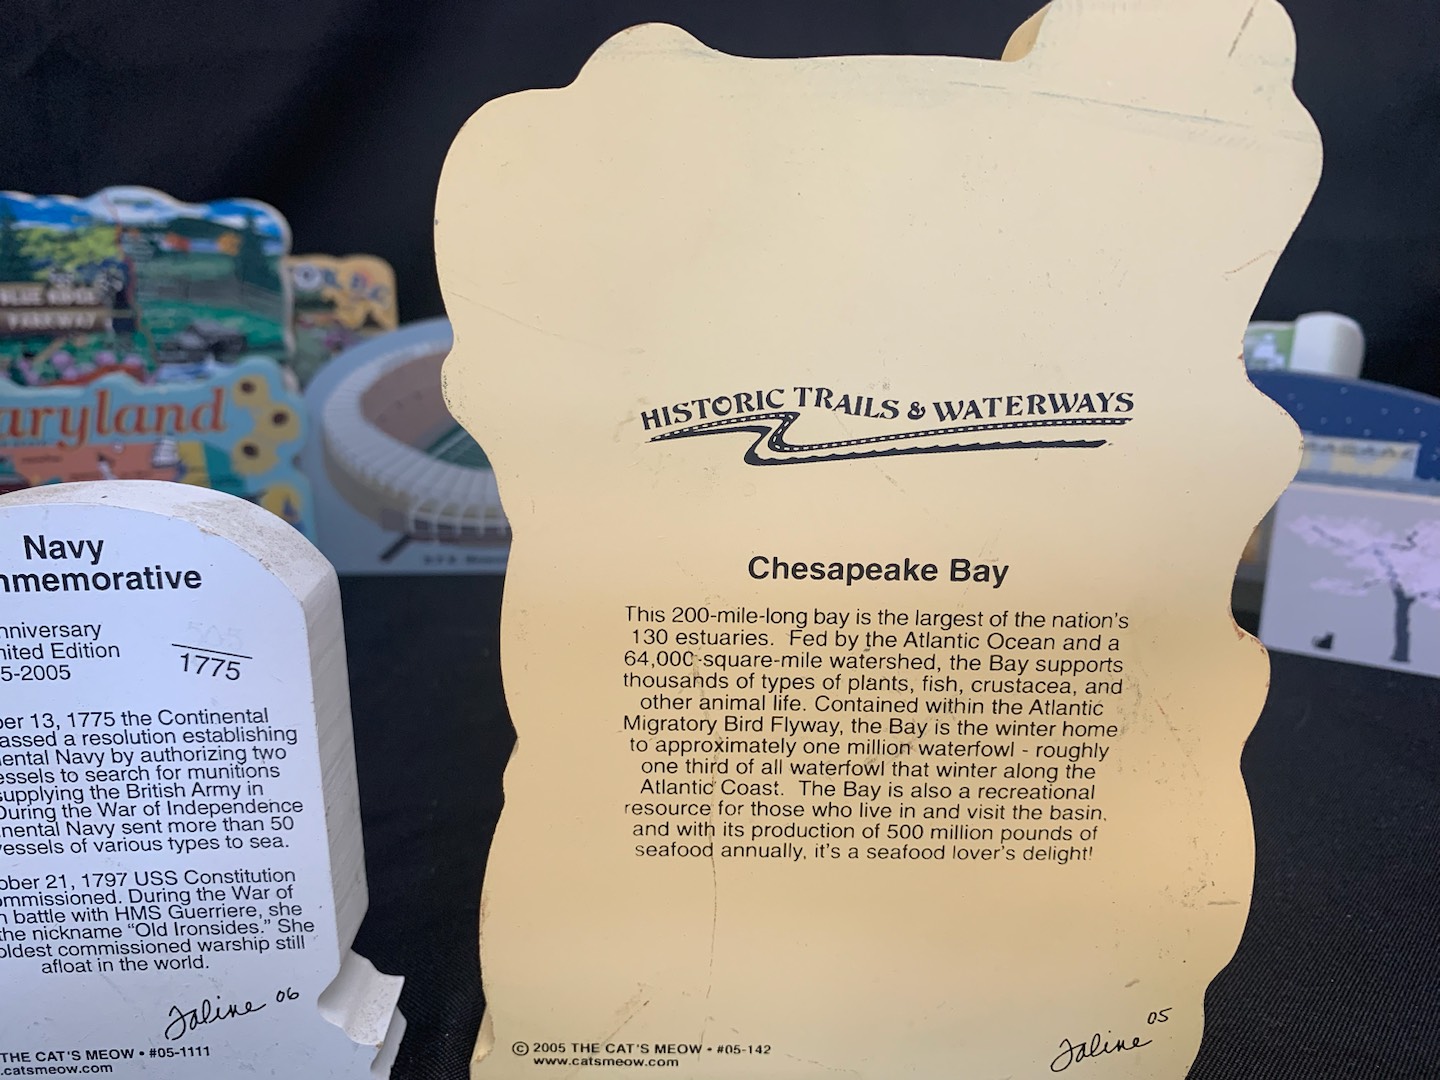 BLUE RIDGE
PARKWAY
aryland
Navy
nmemorative
nniversary
nited Edition
5-2005
505
1775
ber 13, 1775 the Continental
assed a resolution establishing
ental Navy by authorizing two
essels to search for munitions
supplying the British Army in
During the War of Independence
nental Navy sent more than 50
vessels of various types to sea.
ober 21, 1797 USS Constitution
ommissioned. During the War of
n battle with HMS Guerriere, she
the nickname “Old Ironsides.” She
oldest commissioned warship still
afloat in the world.
Jaline 06
THE CAT'S MEOW • #05-1111
.catsmeow.com
HISTORIC TRAILS & WATERWAYS
Chesapeake Bay
This 200-mile-long bay is the largest of the nation's
130 estuaries. Fed by the Atlantic Ocean and a
64,000-square-mile watershed, the Bay supports
thousands of types of plants, fish, crustacea, and
other animal life. Contained within the Atlantic
Migratory Bird Flyway, the Bay is the winter home
to approximately one million waterfowl - roughly
one third of all waterfowl that winter along the
Atlantic Coast. The Bay is also a recreational
resource for those who live in and visit the basin,
and with its production of 500 million pounds of
seafood annually, it's a seafood lover's delight!
Jaline 05
© 2005 THE CAT'S MEOW • #05-142
www.catsmeow.com